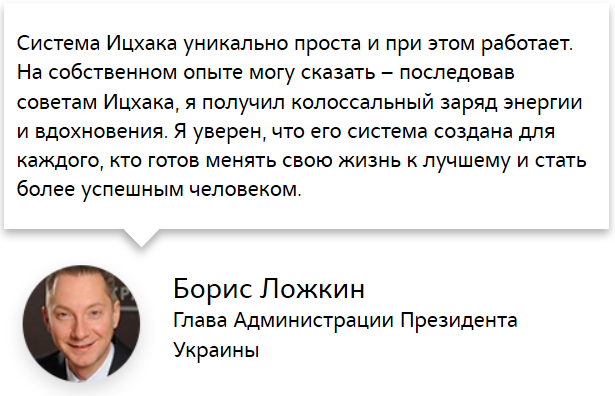 Система Ицхака уникально проста и при этом работает.
На собственном опыте могу сказать – последовав
советам Ицхака, я получил колоссальный заряд энергии
и вдохновения. Я уверен, что его система создана для
каждого, кто готов менять свою жизнь к лучшему и стать
более успешным человеком.
Борис Ложкин
Глава Администрации Президента
Украины